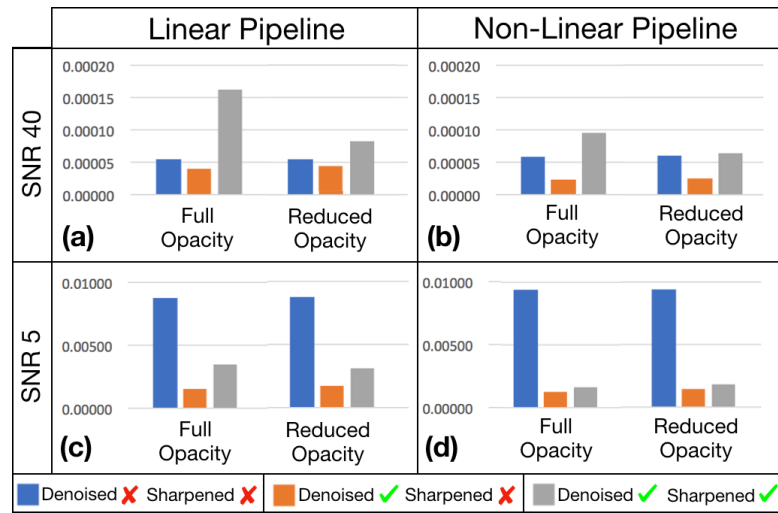 Linear Pipeline
Non-Linear Pipeline
SNR 40
0.00020
0.00015
0.00010
0.00005
0.00000
Full
Opacity
Reduced
Opacity
(a)
0.00020
0.00015
0.00010
0.00005
0.00000
Full
Opacity
Reduced
Opacity
(b)
SNR 5
0.01000
0.00500
0.00000
Full
Opacity
Reduced
Opacity
(c)
0.01000
0.00500
0.00000
Full
Opacity
Reduced
Opacity
(d)
Denoised ✘ Sharpened ✘
Denoised ✓ Sharpened ✘
Denoised ✓ Sharpened ✓